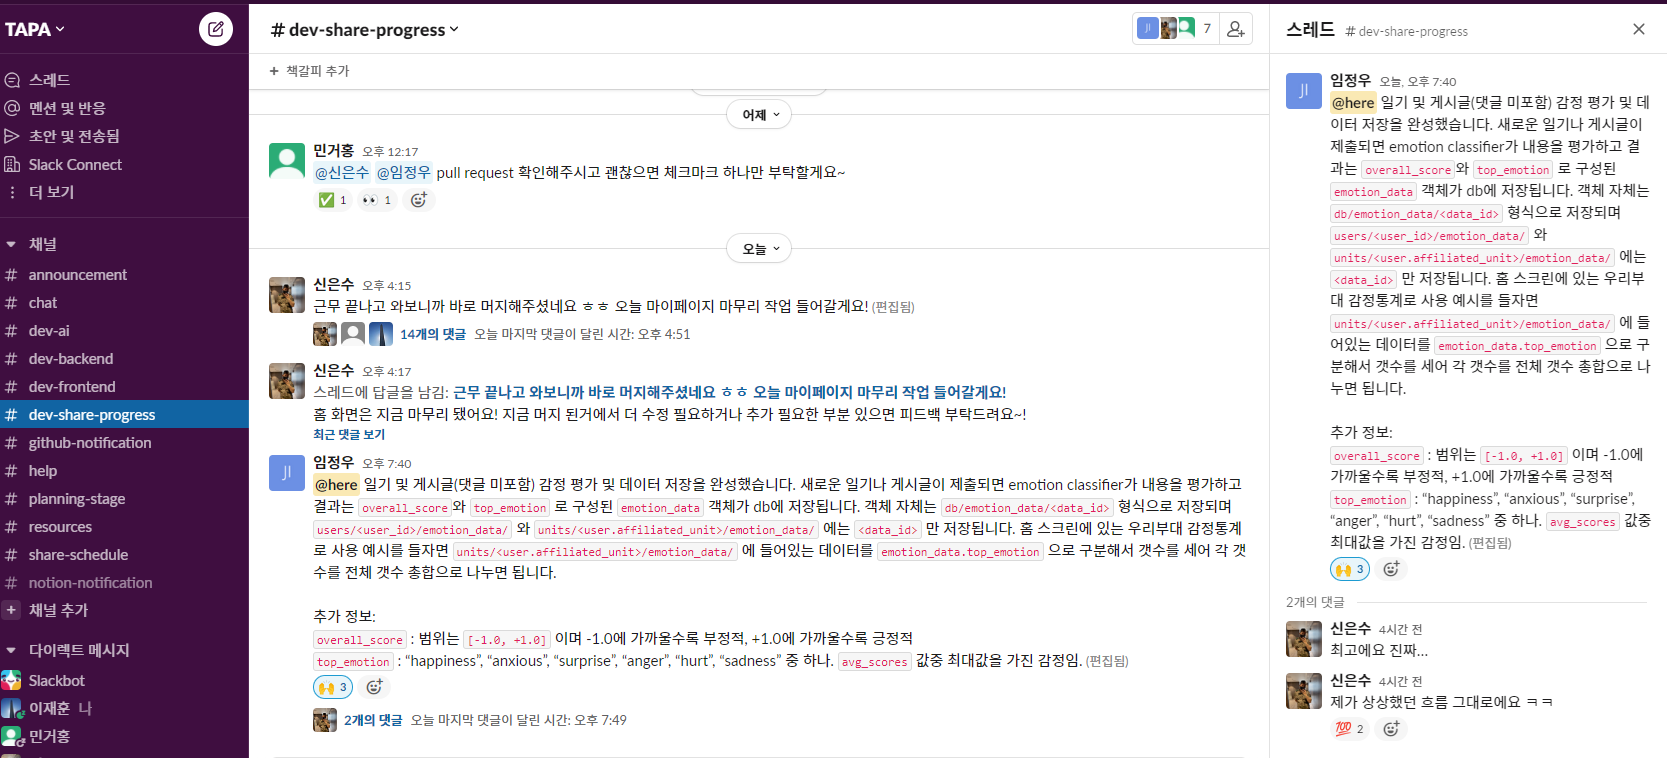 TAPA
스레드
멘션 및 반응
초안 및 전송됨
Slack Connect
더 보기
채널
# announcement
# chat
# dev-ai
# dev-backend
# dev-frontend
# dev-share-progress
# github-notification
# help
# planning-stage
# resources
# share-schedule
# notion-notification
+ 채널 추가
다이렉트 메시지
Slackbot
이재훈 나
민거홍
# dev-share-progress
JI
7
+ 책갈피 추가
어제
민거홍 오후 12:17
@신은수 @임정우 pull request 확인해주시고 괜찮으면 체크마크 하나만 부탁할게요~
✅ 1 👀 1
오늘
신은수 오후 4:15
근무 끝나고 와보니까 바로 머지해주셨네요 ㅎㅎ 오늘 마이페이지 마무리 작업 들어갈게요! (편집됨)
14개의 댓글 오늘 마지막 댓글이 달린 시간: 오후 4:51
신은수 오후 4:17
스레드에 답글을 남김: 근무 끝나고 와보니까 바로 머지해주셨네요 ㅎㅎ 오늘 마이페이지 마무리 작업 들어갈게요!
홈 화면은 지금 마무리 됐어요! 지금 머지 된거에서 더 수정 필요하거나 추가 필요한 부분 있으면 피드백 부탁드려요~!
최근 댓글 보기
JI
임정우 오후 7:40
@here 일기 및 게시글(댓글 미포함) 감정 평가 및 데이터 저장을 완성했습니다. 새로운 일기나 게시글이 제출되면 emotion classifier가 내용을 평가하고
결과는 overall_score 와 top_emotion 로 구성된 emotion_data 객체가 db에 저장됩니다. 객체 자체는 db/emotion_data/<data_id> 형식으로 저장되며
users/<user_id>/emotion_data/ 와 units/<user.affiliated_unit>/emotion_data/ 에는 <data_id> 만 저장됩니다. 홈 스크린에 있는 우리부대 감정통계
로 사용 예시를 들자면 units/<user.affiliated_unit>/emotion_data/ 에 들어있는 데이터를 emotion_data.top_emotion 으로 구분해서 갯수를 세어 각 갯
수를 전체 갯수 총합으로 나누면 됩니다.
추가 정보:
overall_score : 범위는 [-1.0, +1.0] 이며 -1.0에 가까울수록 부정적, +1.0에 가까울수록 긍정적
top_emotion : “happiness”, “anxious”, “surprise”, “anger”, “hurt”, “sadness” 중 하나. avg_scores 값중 최대값을 가진 감정임. (편집됨)
🙌 3
2개의 댓글 오늘 마지막 댓글이 달린 시간: 오후 7:49
스레드 # dev-share-progress
JI
임정우 오늘, 오후 7:40
@here 일기 및 게시글(댓글 미포함) 감정 평가 및 데
이터 저장을 완성했습니다. 새로운 일기나 게시글이
제출되면 emotion classifier가 내용을 평가하고 결
과는 overall_score 와 top_emotion 로 구성된
emotion_data 객체가 db에 저장됩니다. 객체 자체는
db/emotion_data/<data_id> 형식으로 저장되며
users/<user_id>/emotion_data/ 와
units/<user.affiliated_unit>/emotion_data/ 에는
<data_id> 만 저장됩니다. 홈 스크린에 있는 우리부
대 감정통계로 사용 예시를 들자면
units/<user.affiliated_unit>/emotion_data/ 에 들
어있는 데이터를 emotion_data.top_emotion 으로 구
분해서 갯수를 세어 각 갯수를 전체 갯수 총합으로 나
누면 됩니다.
추가 정보:
overall_score : 범위는 [-1.0, +1.0] 이며 -1.0에
가까울수록 부정적, +1.0에 가까울수록 긍정적
top_emotion : “happiness”, “anxious”, “surprise”,
“anger”, “hurt”, “sadness” 중 하나. avg_scores 값중
최대값을 가진 감정임. (편집됨)
🙌 3
2개의 댓글
신은수 4시간 전
최고에요 진짜...
신은수 4시간 전
제가 상상했던 흐름 그대로에요 ㅋㅋ
💯 2